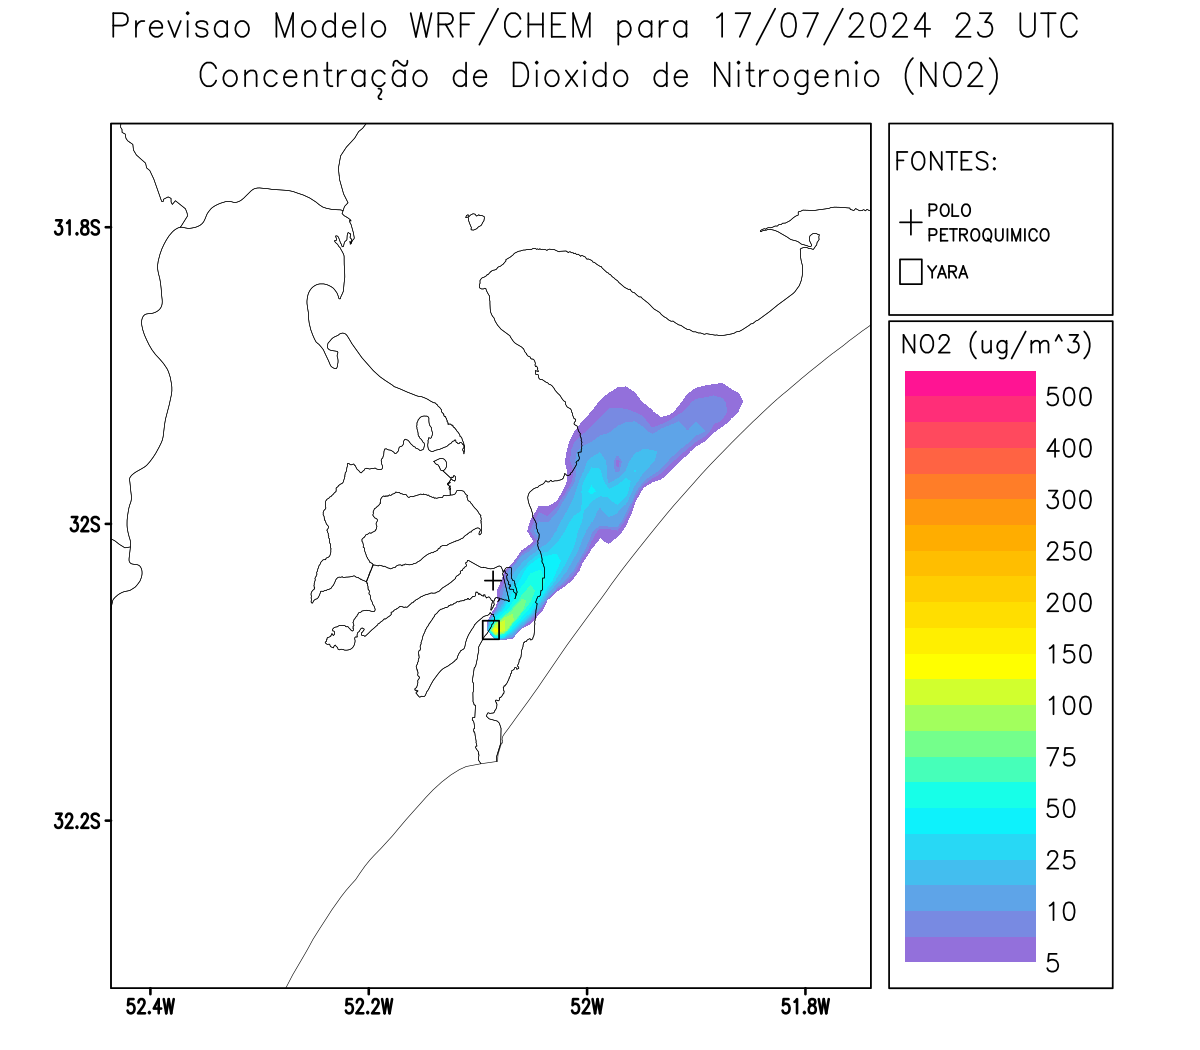 Previsao Modelo WRF/CHEM para 17/07/2024 23 UTC
Concentração de Dioxido de Nitrogenio (NO2)
FONTES:
POLO
PETROQUIMICO
YARA
31.8S
32S
32.2S
52.4W
52.2W
52W
51.8W
NO2 (ug/m^3)
500
400
300
250
200
150
100
75
50
25
10
5